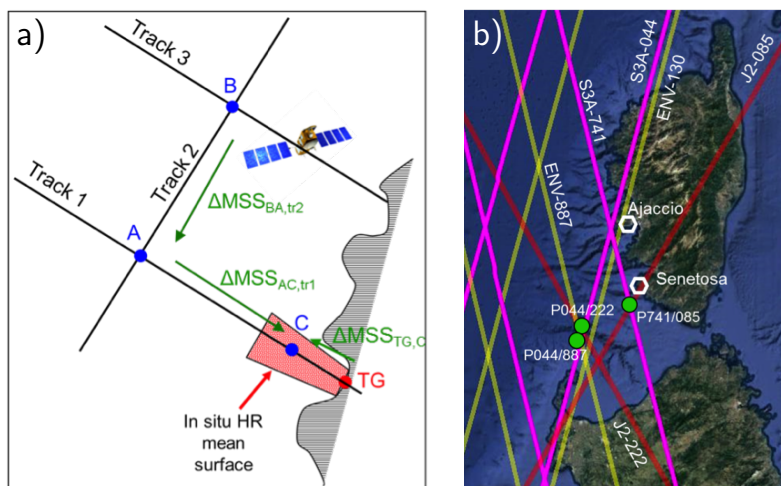 a)
Track 3
B
Track 2
Track 1
ΔMSS_BA,tr2
A
ΔMSS_AC,tr1
C
ΔMSS_TG,C
TG
In situ HR
mean
surface
b)
S3A-044
J2-085
S3A-741
ENV-130
ENV-887
Ajaccio
Senetosa
P044/222
P741/085
P044/887
J2-222